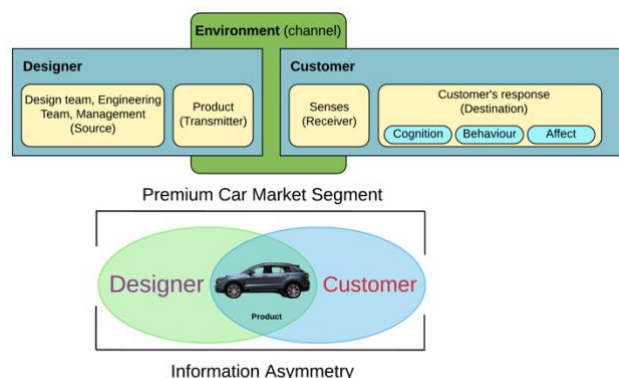 Environment (channel)
Designer
Design team, Engineering
Team, Management
(Source)
Product
(Transmitter)
Customer
Senses
(Receiver)
Customer's response
(Destination)
Cognition
Behaviour
Affect
Premium Car Market Segment
Designer
Customer
Product
Information Asymmetry